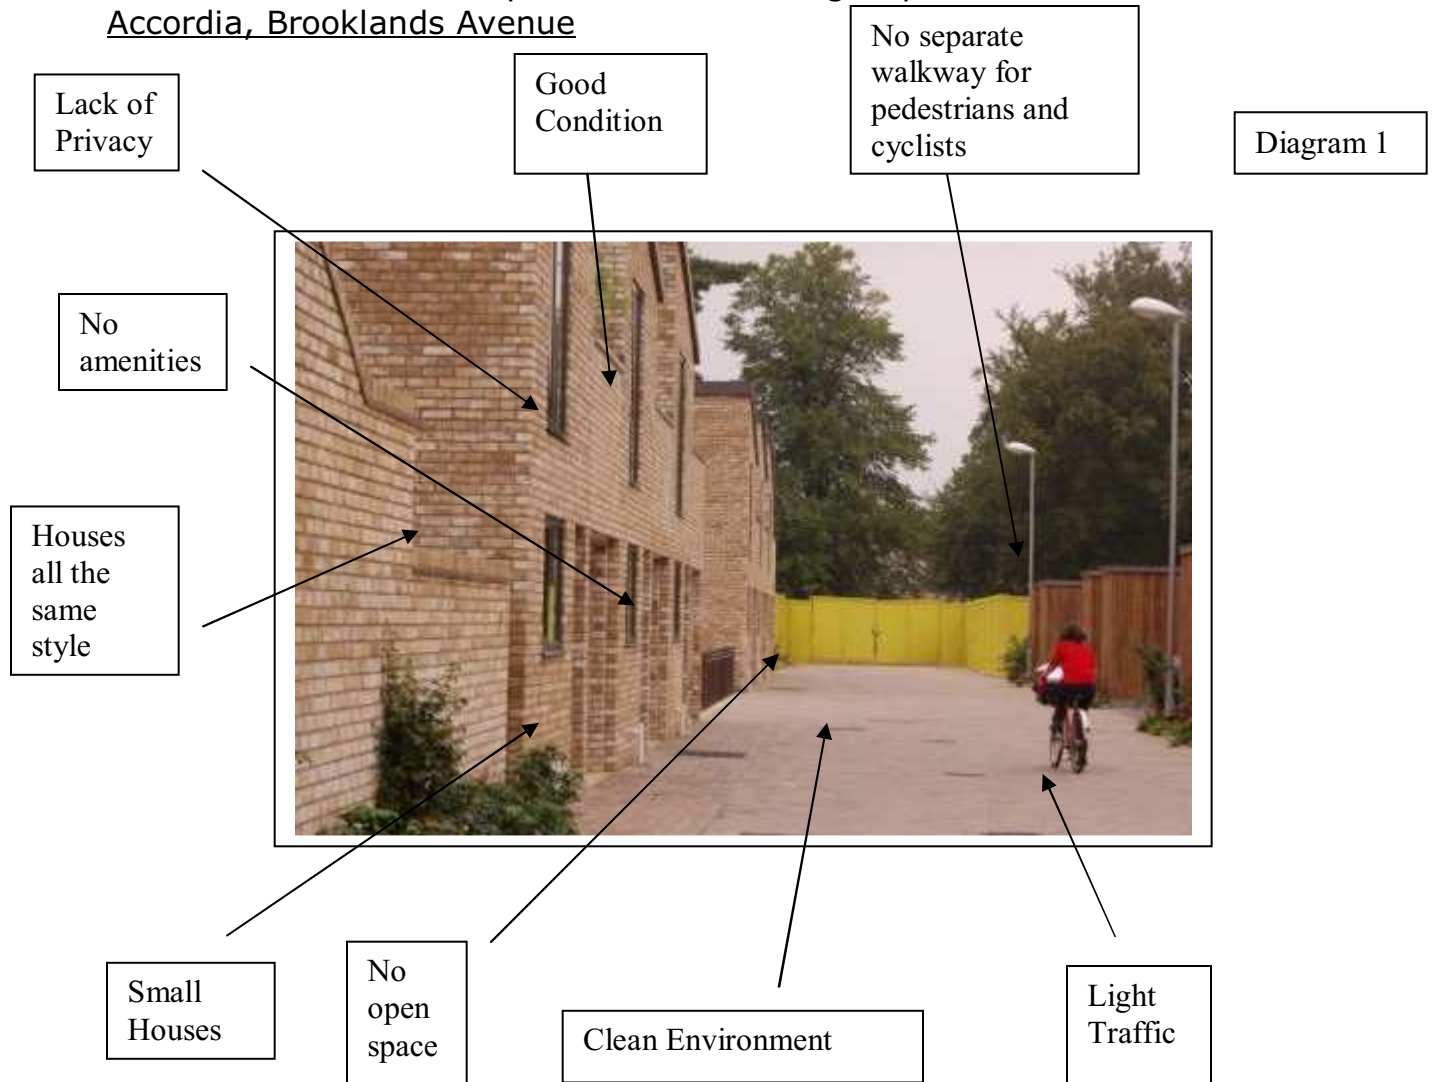 Accordia, Brooklands Avenue
No separate
walkway for
pedestrians and
cyclists
Good
Condition
Lack of
Privacy
Diagram 1
No
amenities
Houses
all the
same
style
Small
Houses
No
open
space
Clean Environment
Light
Traffic